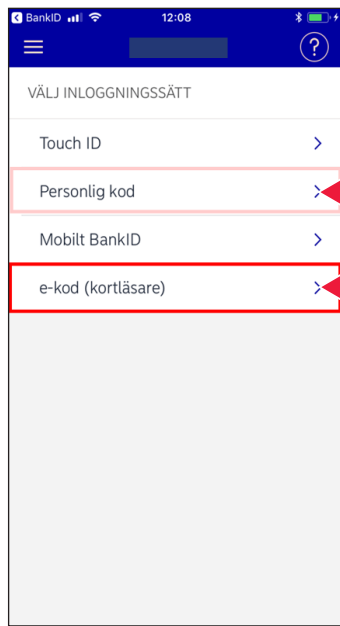 BankID 12:08
?
VÄLJ INLOGGNINGSSÄTT
Touch ID
Personlig kod
Mobilt BankID
e-kod (kortläsare)